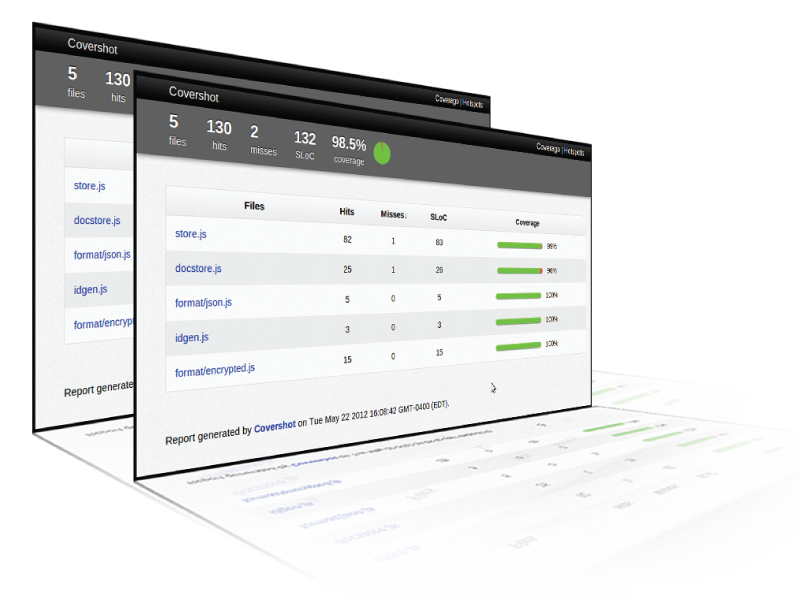 Covershot
Coverage | Hotspots
5 130
files hits
store.js
docstore.js
format/json.js
idgen.js
format/encryp
Report generate
Covershot
Coverage | Hotspots
5 130 2 132 98.5%
files hits misses SLoC coverage
Files Hits Misses↓ SLoC Coverage
store.js 82 1 83 99%
docstore.js 25 1 26 96%
format/json.js 5 0 5 100%
idgen.js 3 0 3 100%
format/encrypted.js 15 0 15 100%
Report generated by Covershot on Tue May 22 2012 16:08:42 GMT-0400 (EDT).